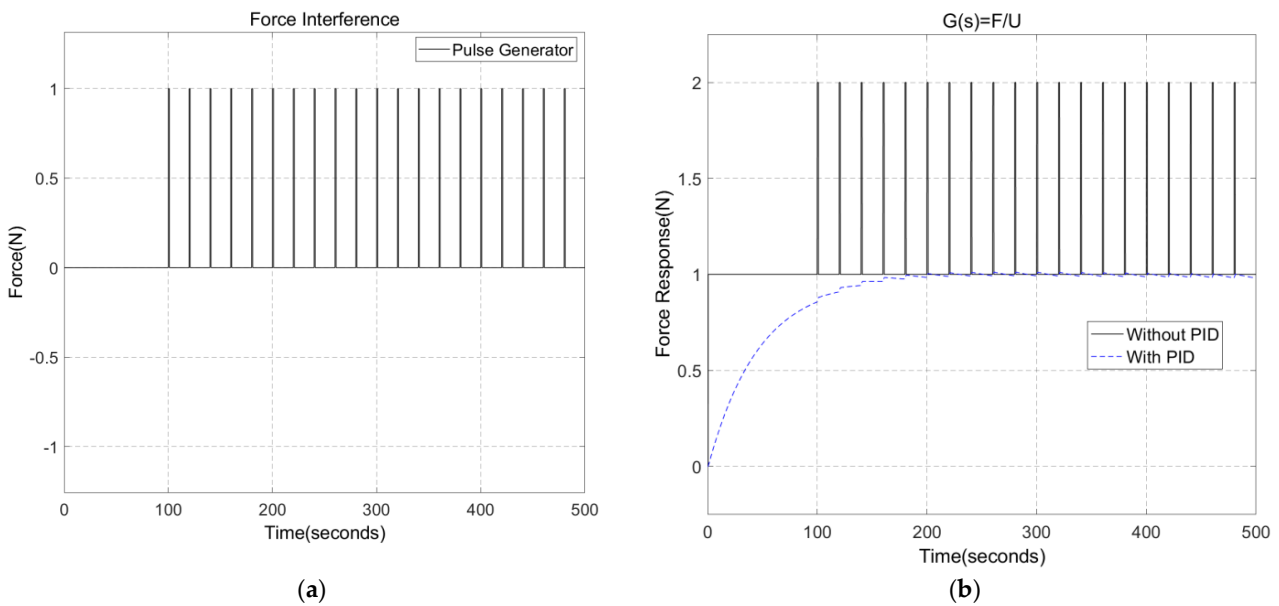 Force Interference
Pulse Generator
1
0.5
0
-0.5
-1
Force(N)
0 100 200 300 400 500
Time(seconds)
(a)
G(s)=F/U
2
1.5
1
0.5
0
Force Response(N)
Without PID
With PID
0 100 200 300 400 500
Time(seconds)
(b)